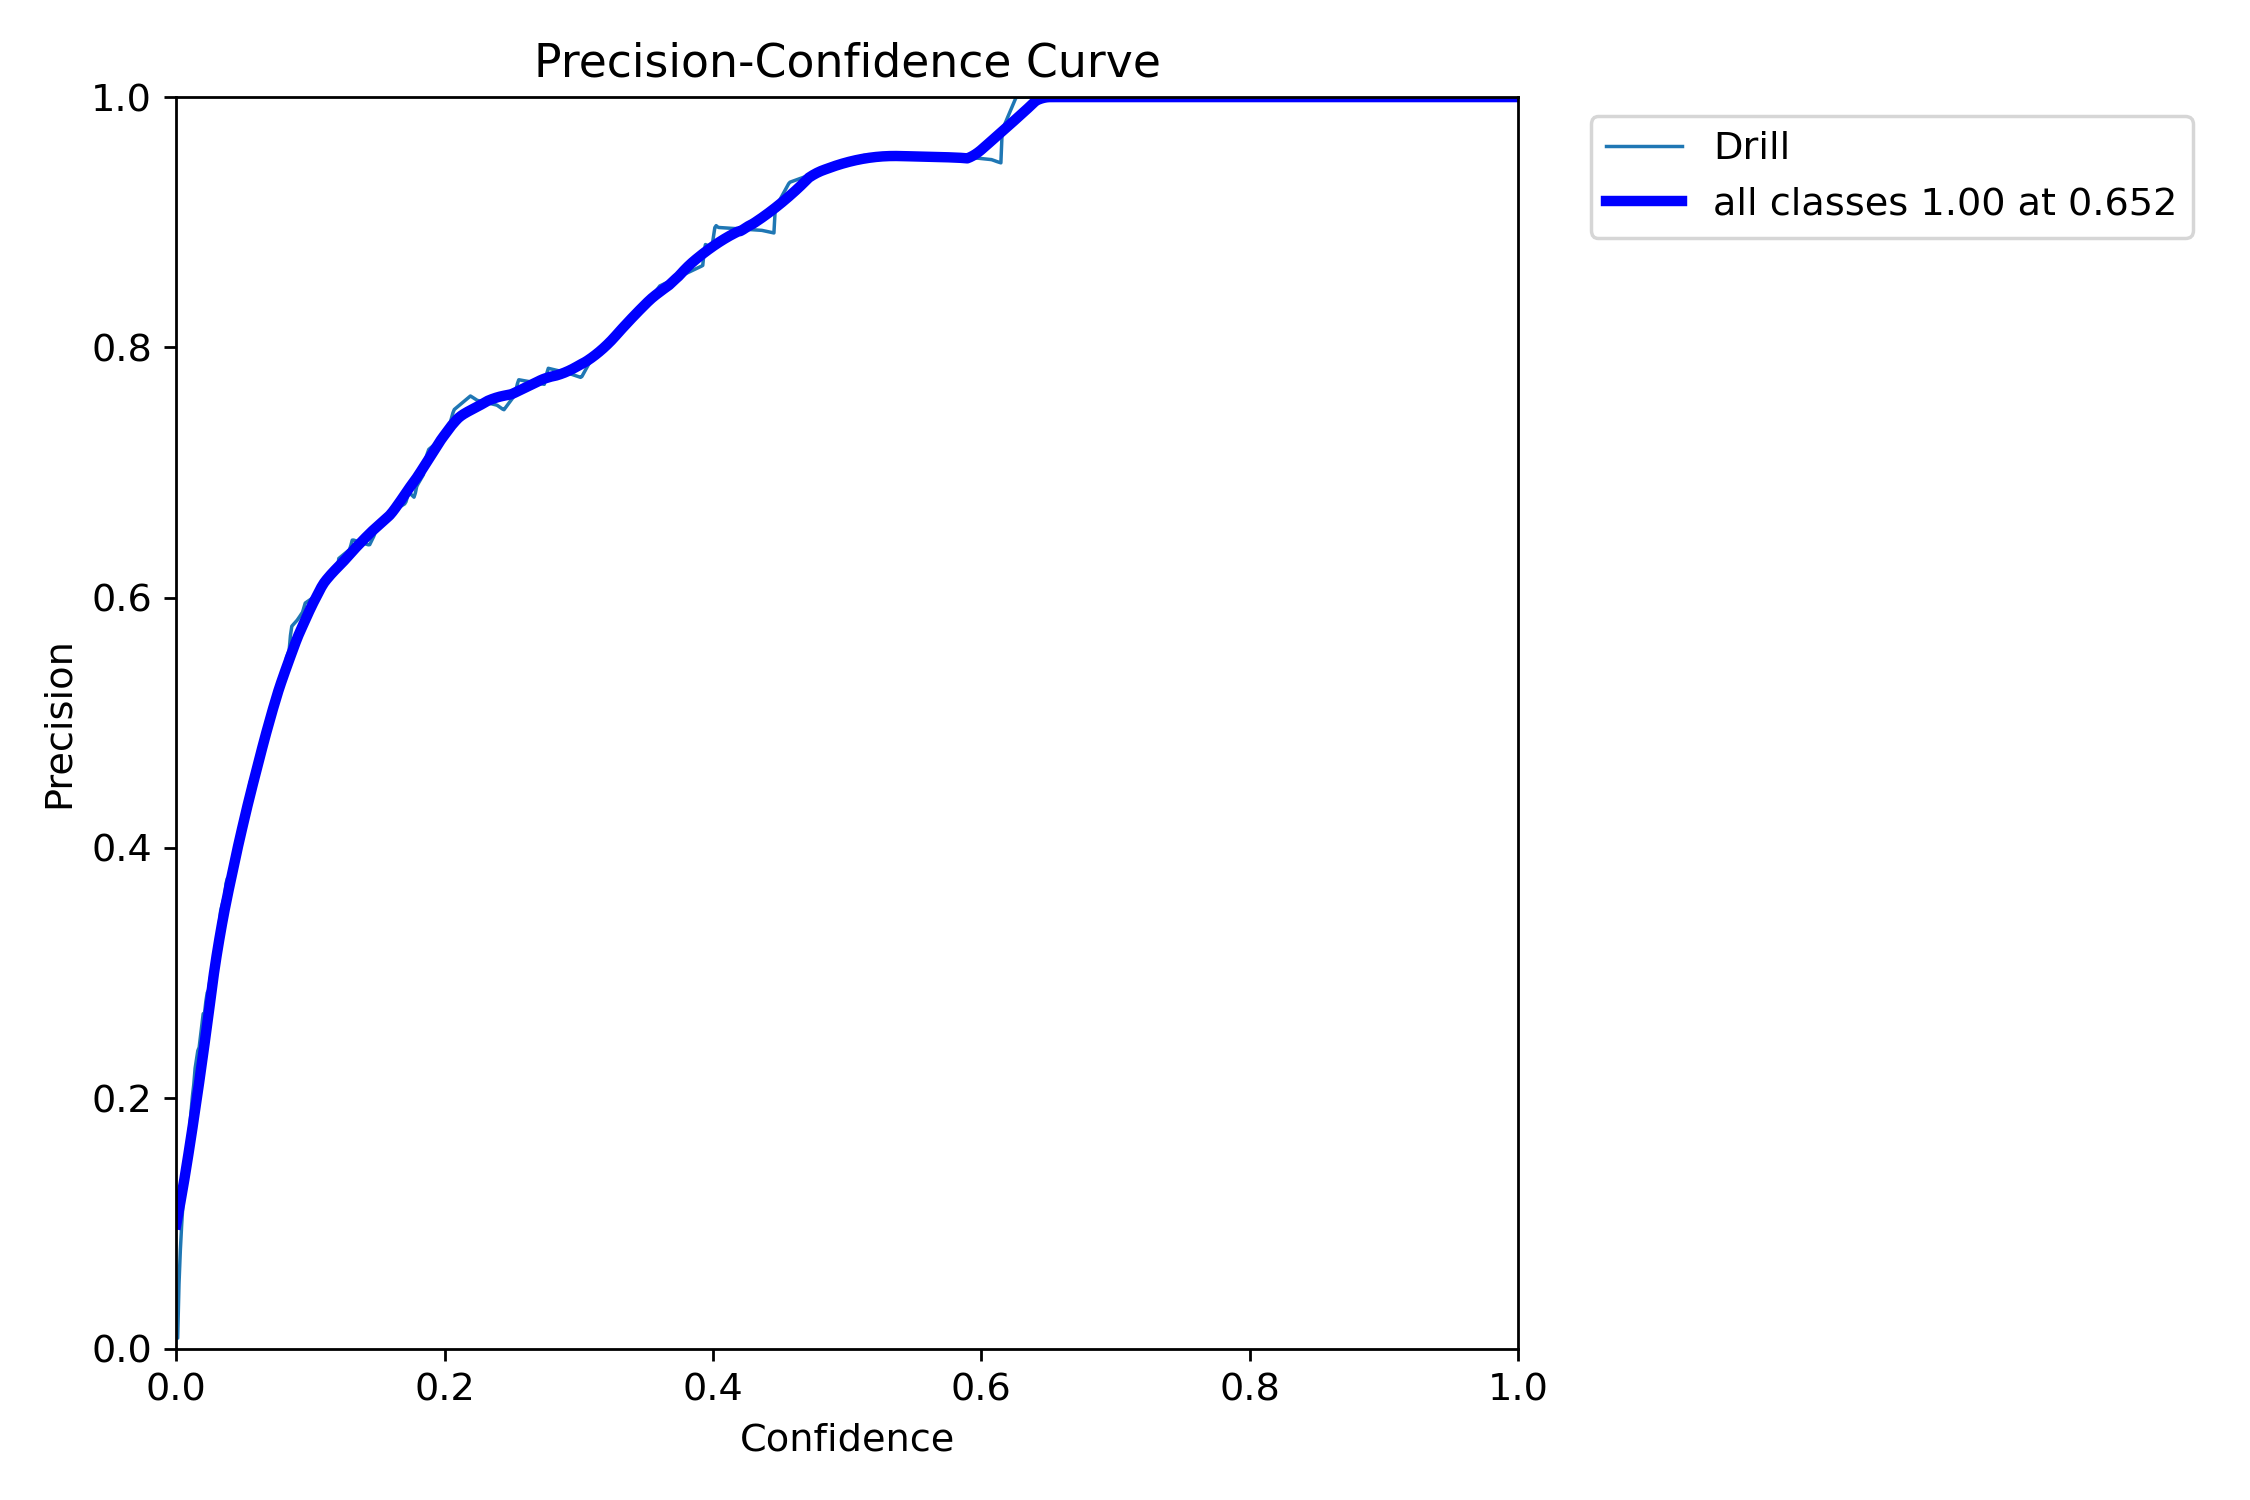 Precision-Confidence Curve
Drill
all classes 1.00 at 0.652
1.0
0.8
0.6
0.4
0.2
0.0
Precision
0.0 0.2 0.4 0.6 0.8 1.0
Confidence